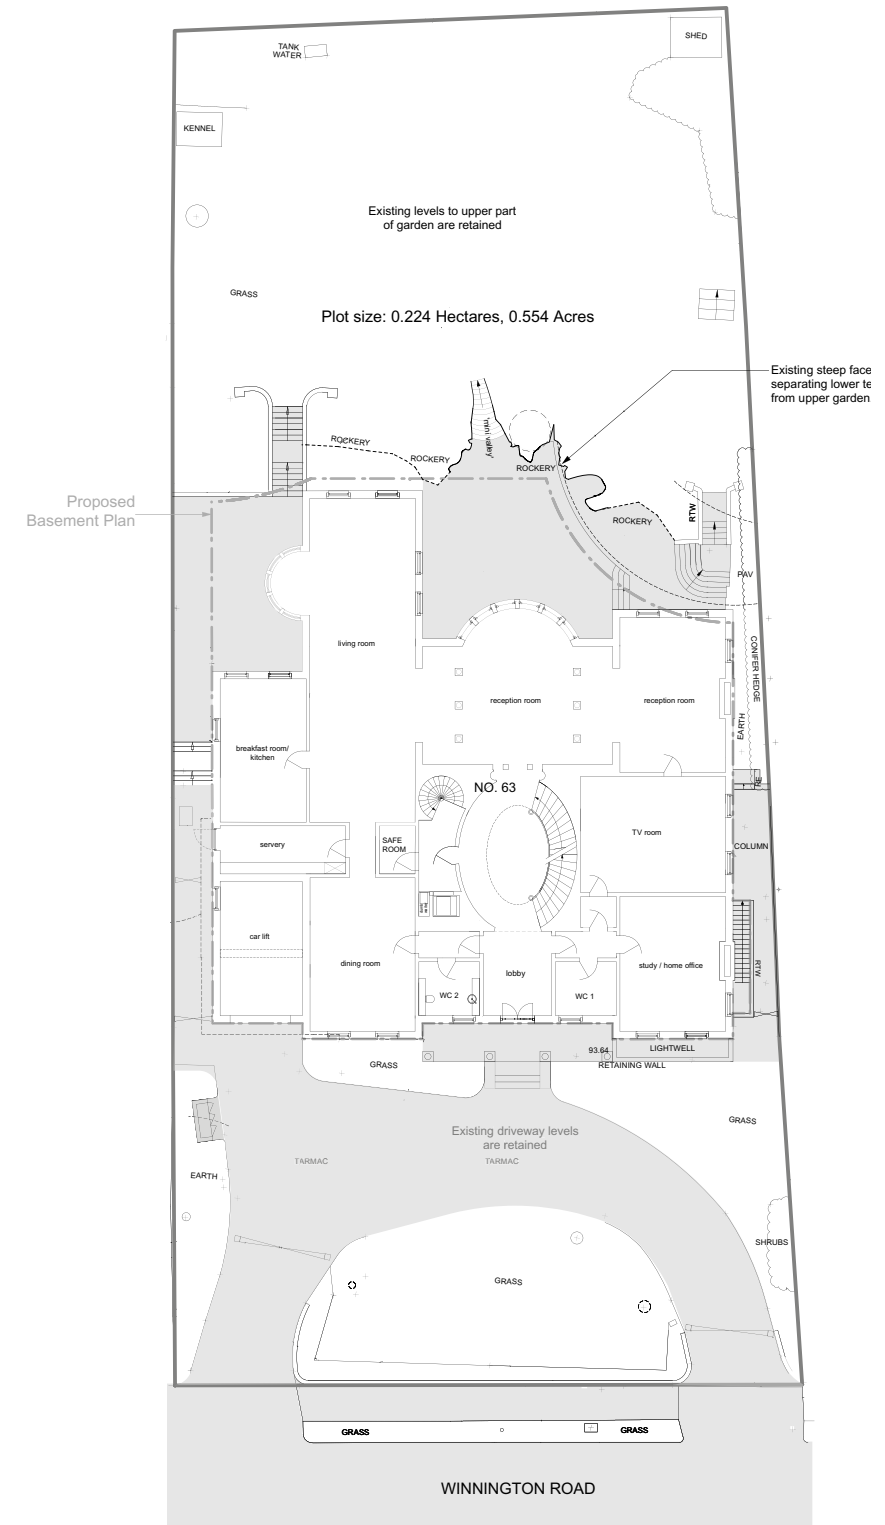 SHED
TANK
WATER
KENNEL
Existing levels to upper part
of garden are retained
GRASS
Plot size: 0.224 Hectares, 0.554 Acres
Existing steep face
separating lower te
from upper garden
'mini valley'
ROCKERY
ROCKERY
ROCKERY
Proposed
Basement Plan
RTW
ROCKERY
PAV
living room
CONIFER HEDGE
reception room
reception room
EARTH
breakfast room/
kitchen
NO. 63
TV room
servery
SAFE
ROOM
COLUMN
car lift
dining room
lobby
study / home office
RTW
WC 2
WC 1
93.64
LIGHTWELL
GRASS
RETAINING WALL
GRASS
Existing driveway levels
are retained
TARMAC
TARMAC
EARTH
SHRUBS
GRASS
GRASS
GRASS
WINNINGTON ROAD